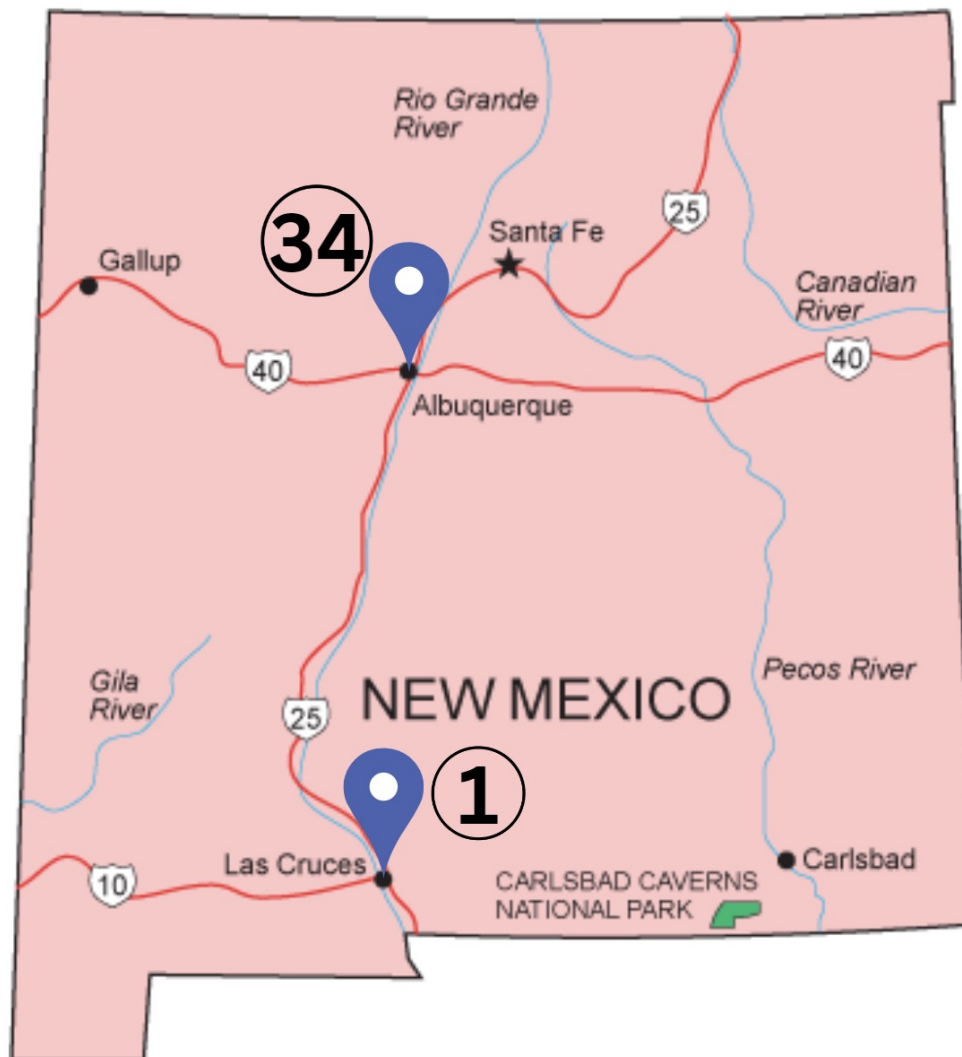 Rio Grande
River
25
34
Santa Fe
Gallup
Canadian
River
40
40
Albuquerque
Gila
River
25
NEW MEXICO
Pecos River
1
Las Cruces
Carlsbad
10
CARLSBAD CAVERNS
NATIONAL PARK